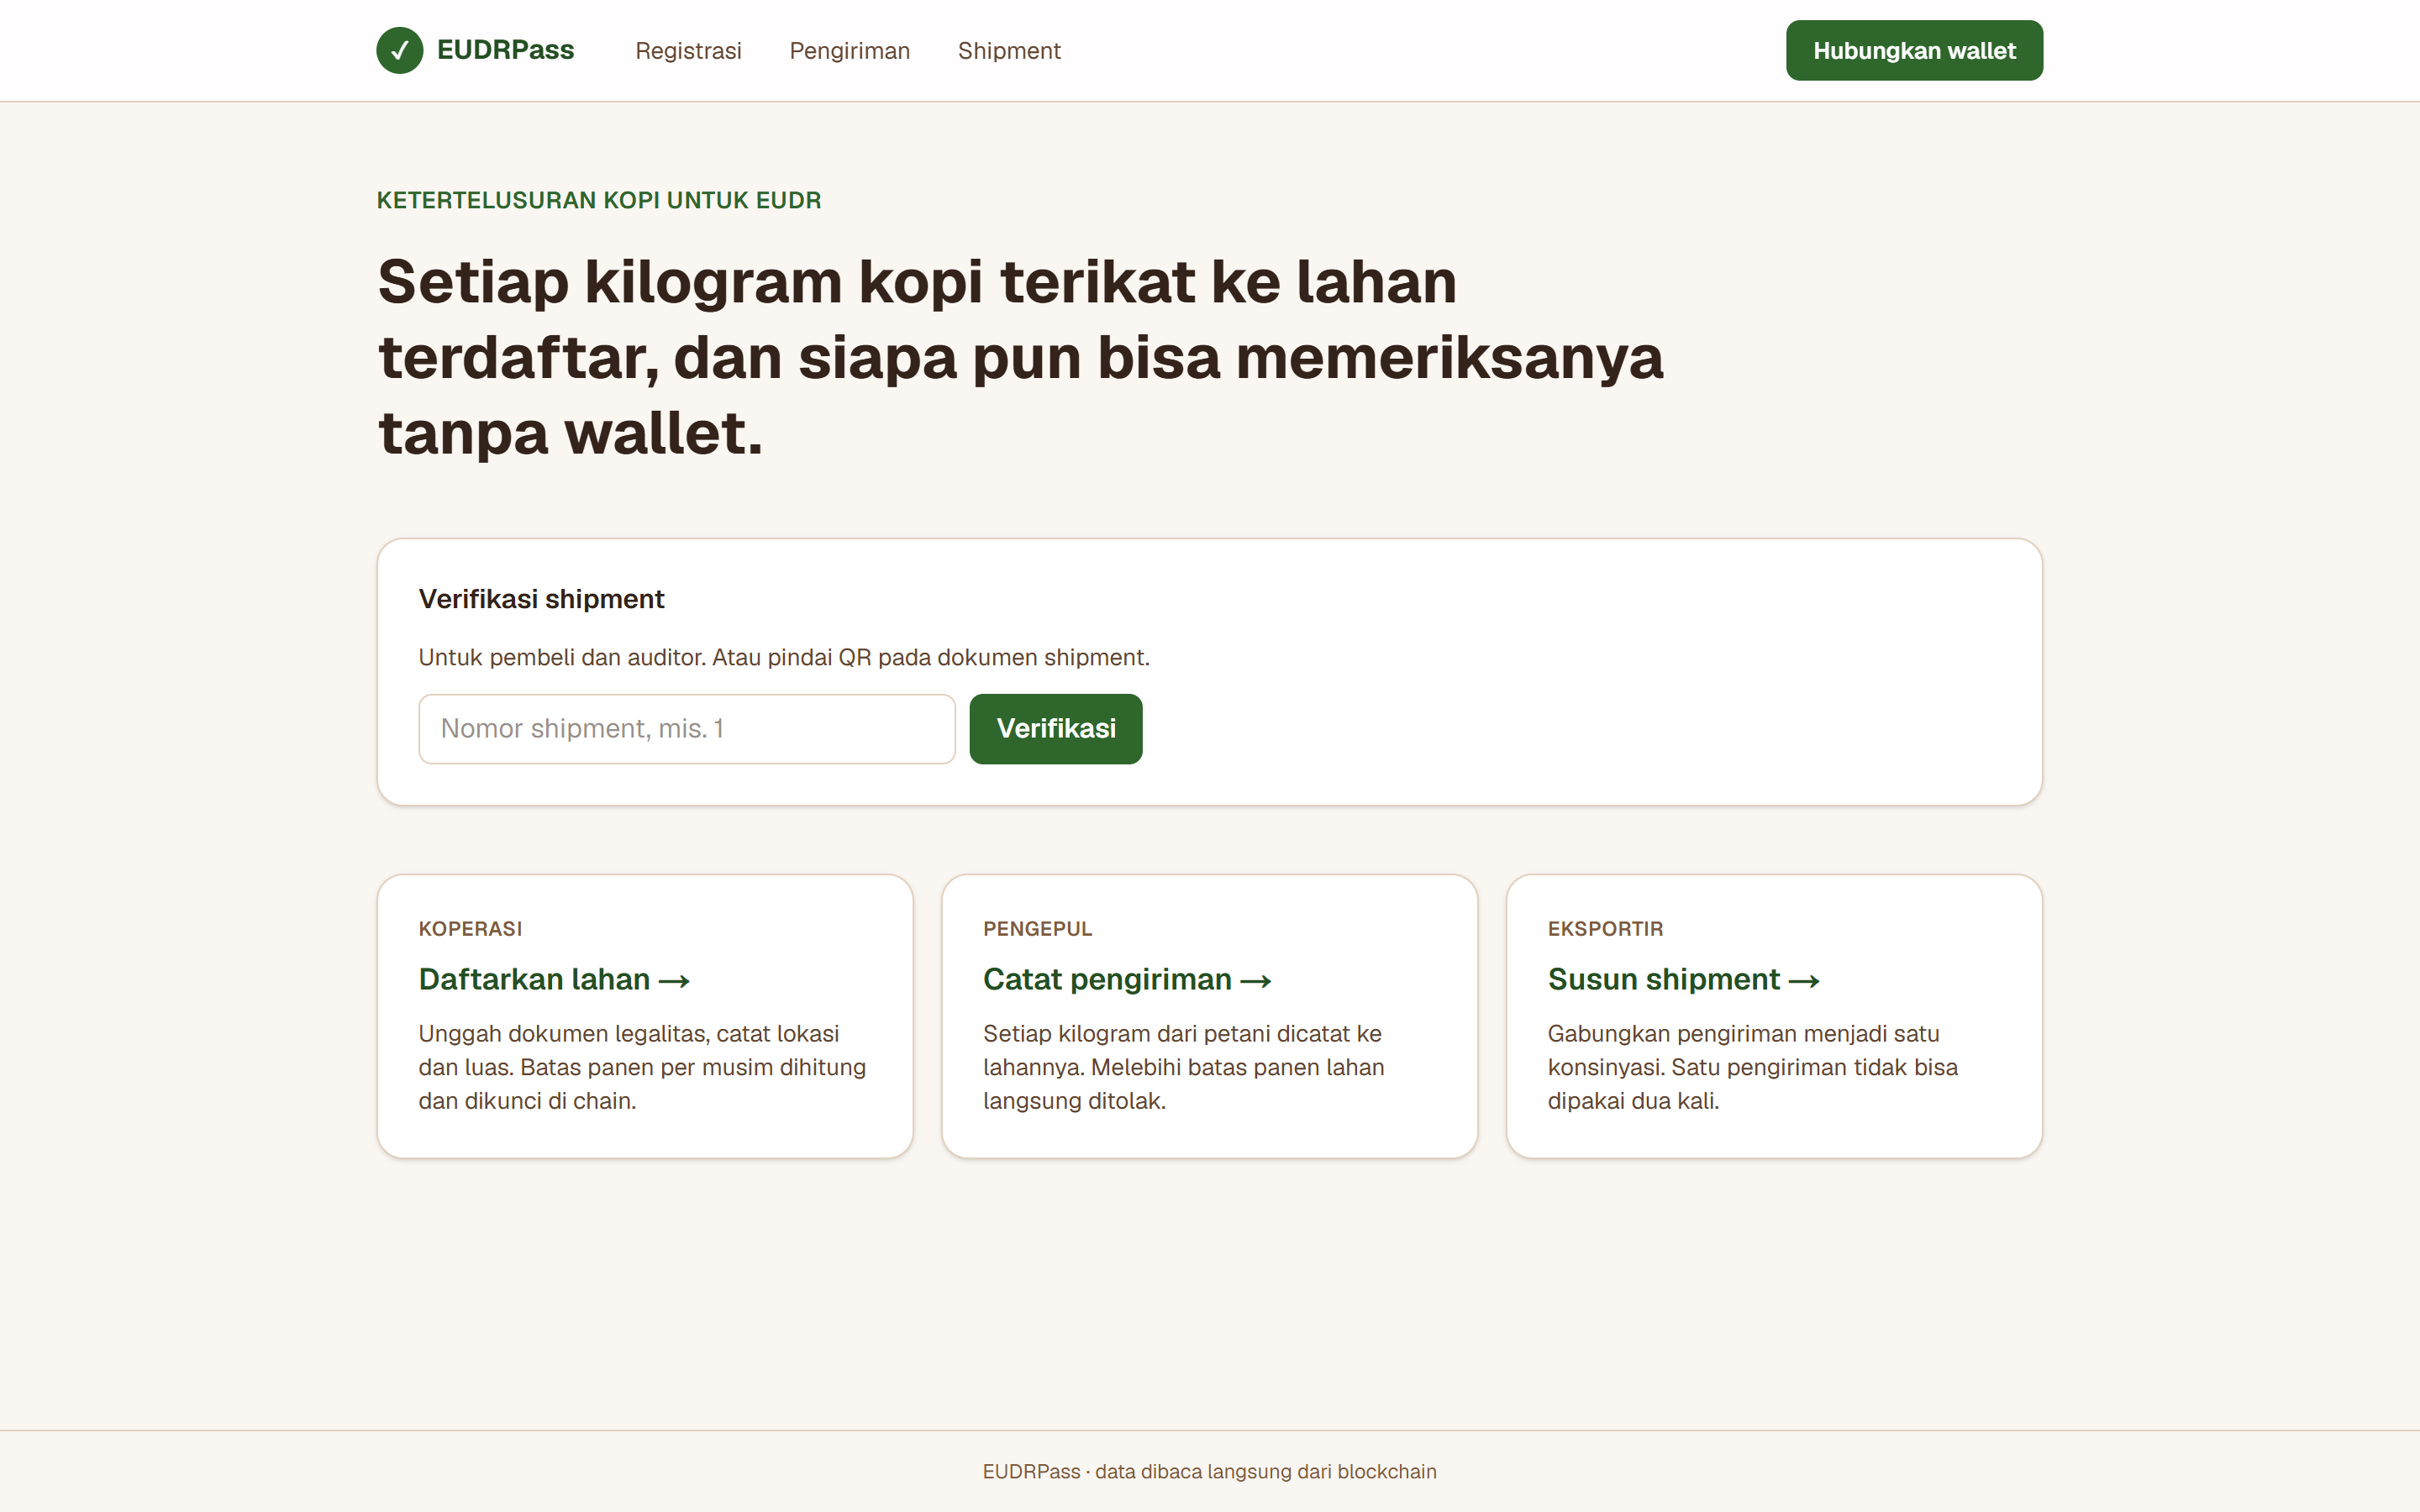 EUDRPass
Registrasi
Pengiriman
Shipment
Hubungkan wallet
KETERTELUSURAN KOPI UNTUK EUDR
Setiap kilogram kopi terikat ke lahan
terdaftar, dan siapa pun bisa memeriksanya
tanpa wallet.
Verifikasi shipment
Untuk pembeli dan auditor. Atau pindai QR pada dokumen shipment.
Nomor shipment, mis. 1
Verifikasi
KOPERASI
Daftarkan lahan →
Unggah dokumen legalitas, catat lokasi
dan luas. Batas panen per musim dihitung
dan dikunci di chain.
PENGEPUL
Catat pengiriman →
Setiap kilogram dari petani dicatat ke
lahannya. Melebihi batas panen lahan
langsung ditolak.
EKSPORTIR
Susun shipment →
Gabungkan pengiriman menjadi satu
konsinyasi. Satu pengiriman tidak bisa
dipakai dua kali.
EUDRPass · data dibaca langsung dari blockchain